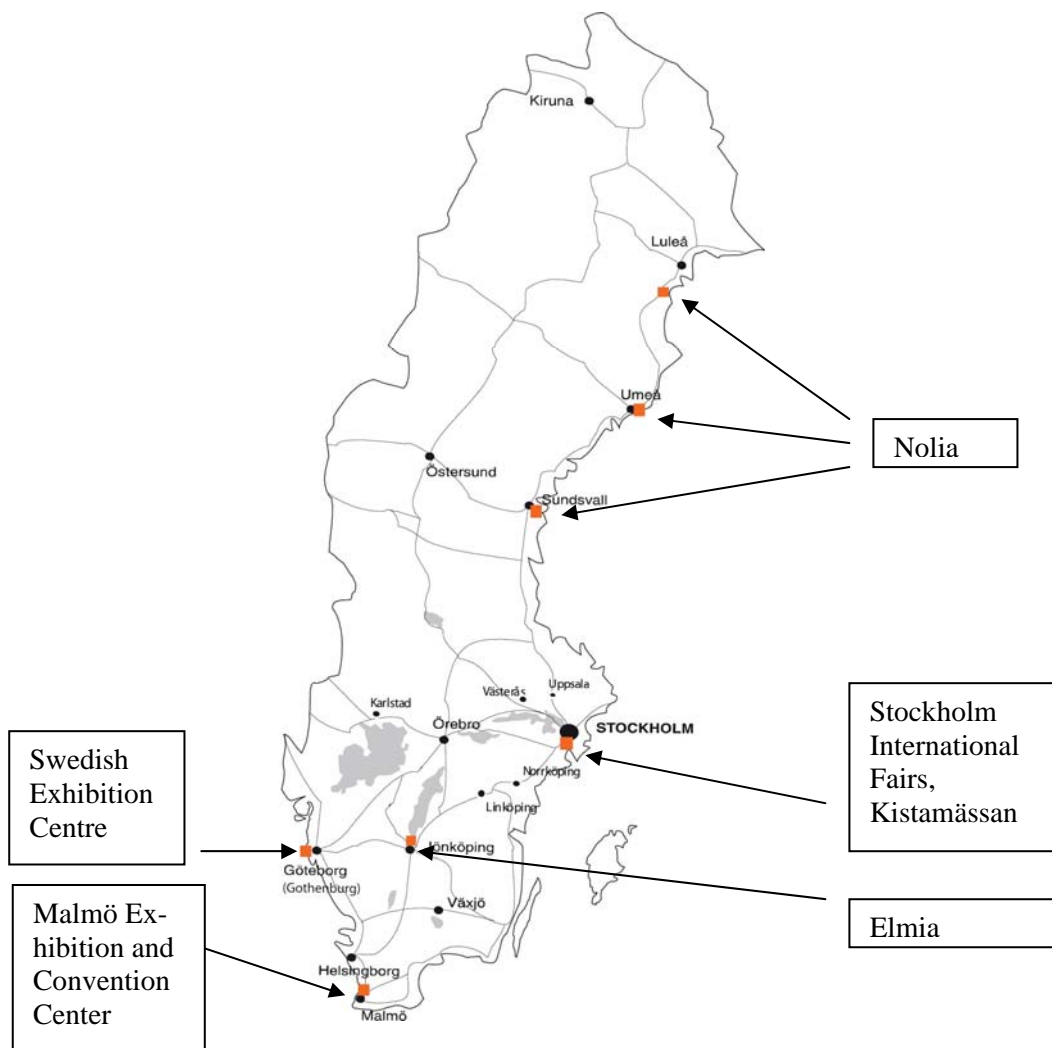 Kiruna
Luleå
Umeå
Nolia
Östersund
Sundsvall
Västerås
Uppsala
Karlstad
Örebro
STOCKHOLM
Stockholm
International
Fairs,
Kistamässan
Swedish
Exhibition
Centre
Norrköping
Linköping
Jönköping
Göteborg
(Gothenburg)
Växjö
Elmia
Malmö Ex-
hibition and
Convention
Center
Helsingborg
Malmö